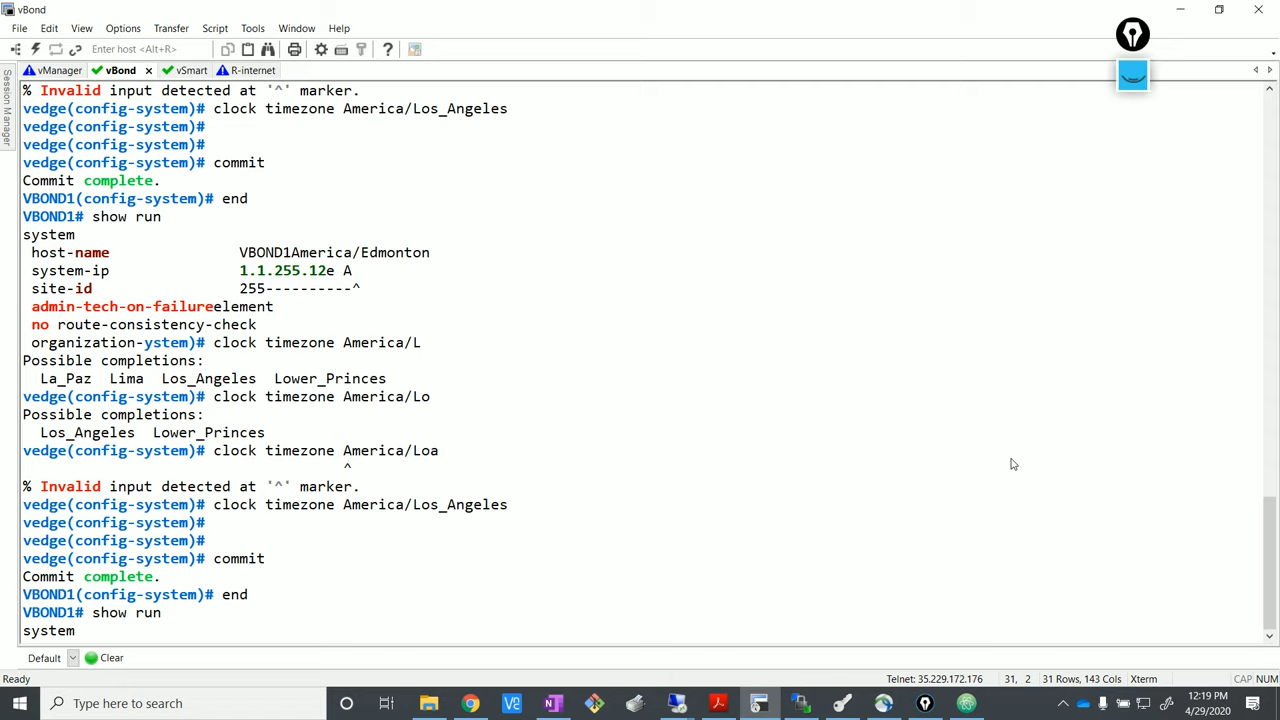 vBond
File Edit View Options Transfer Script Tools Window Help
Enter host <Alt+R>
vManager vBond vSmart R-internet
Session Manager
% Invalid input detected at '^' marker.
vedge(config-system)# clock timezone America/Los_Angeles
vedge(config-system)#
vedge(config-system)#
vedge(config-system)# commit
Commit complete.
VBOND1(config-system)# end
VBOND1# show run
system
host-name VBOND1America/Edmonton
system-ip 1.1.255.12e A
site-id 255----------^
admin-tech-on-failureelement
no route-consistency-check
organization-ystem)# clock timezone America/L
Possible completions:
La_Paz Lima Los_Angeles Lower_Princes
vedge(config-system)# clock timezone America/Lo
Possible completions:
Los_Angeles Lower_Princes
vedge(config-system)# clock timezone America/Loa
^
% Invalid input detected at '^' marker.
vedge(config-system)# clock timezone America/Los_Angeles
vedge(config-system)#
vedge(config-system)#
vedge(config-system)# commit
Commit complete.
VBOND1(config-system)# end
VBOND1# show run
system
Default Clear
Ready Telnet: 35.229.172.176 31, 2 31 Rows, 143 Cols Xterm CAP NUM
Type here to search
12:19 PM
4/29/2020